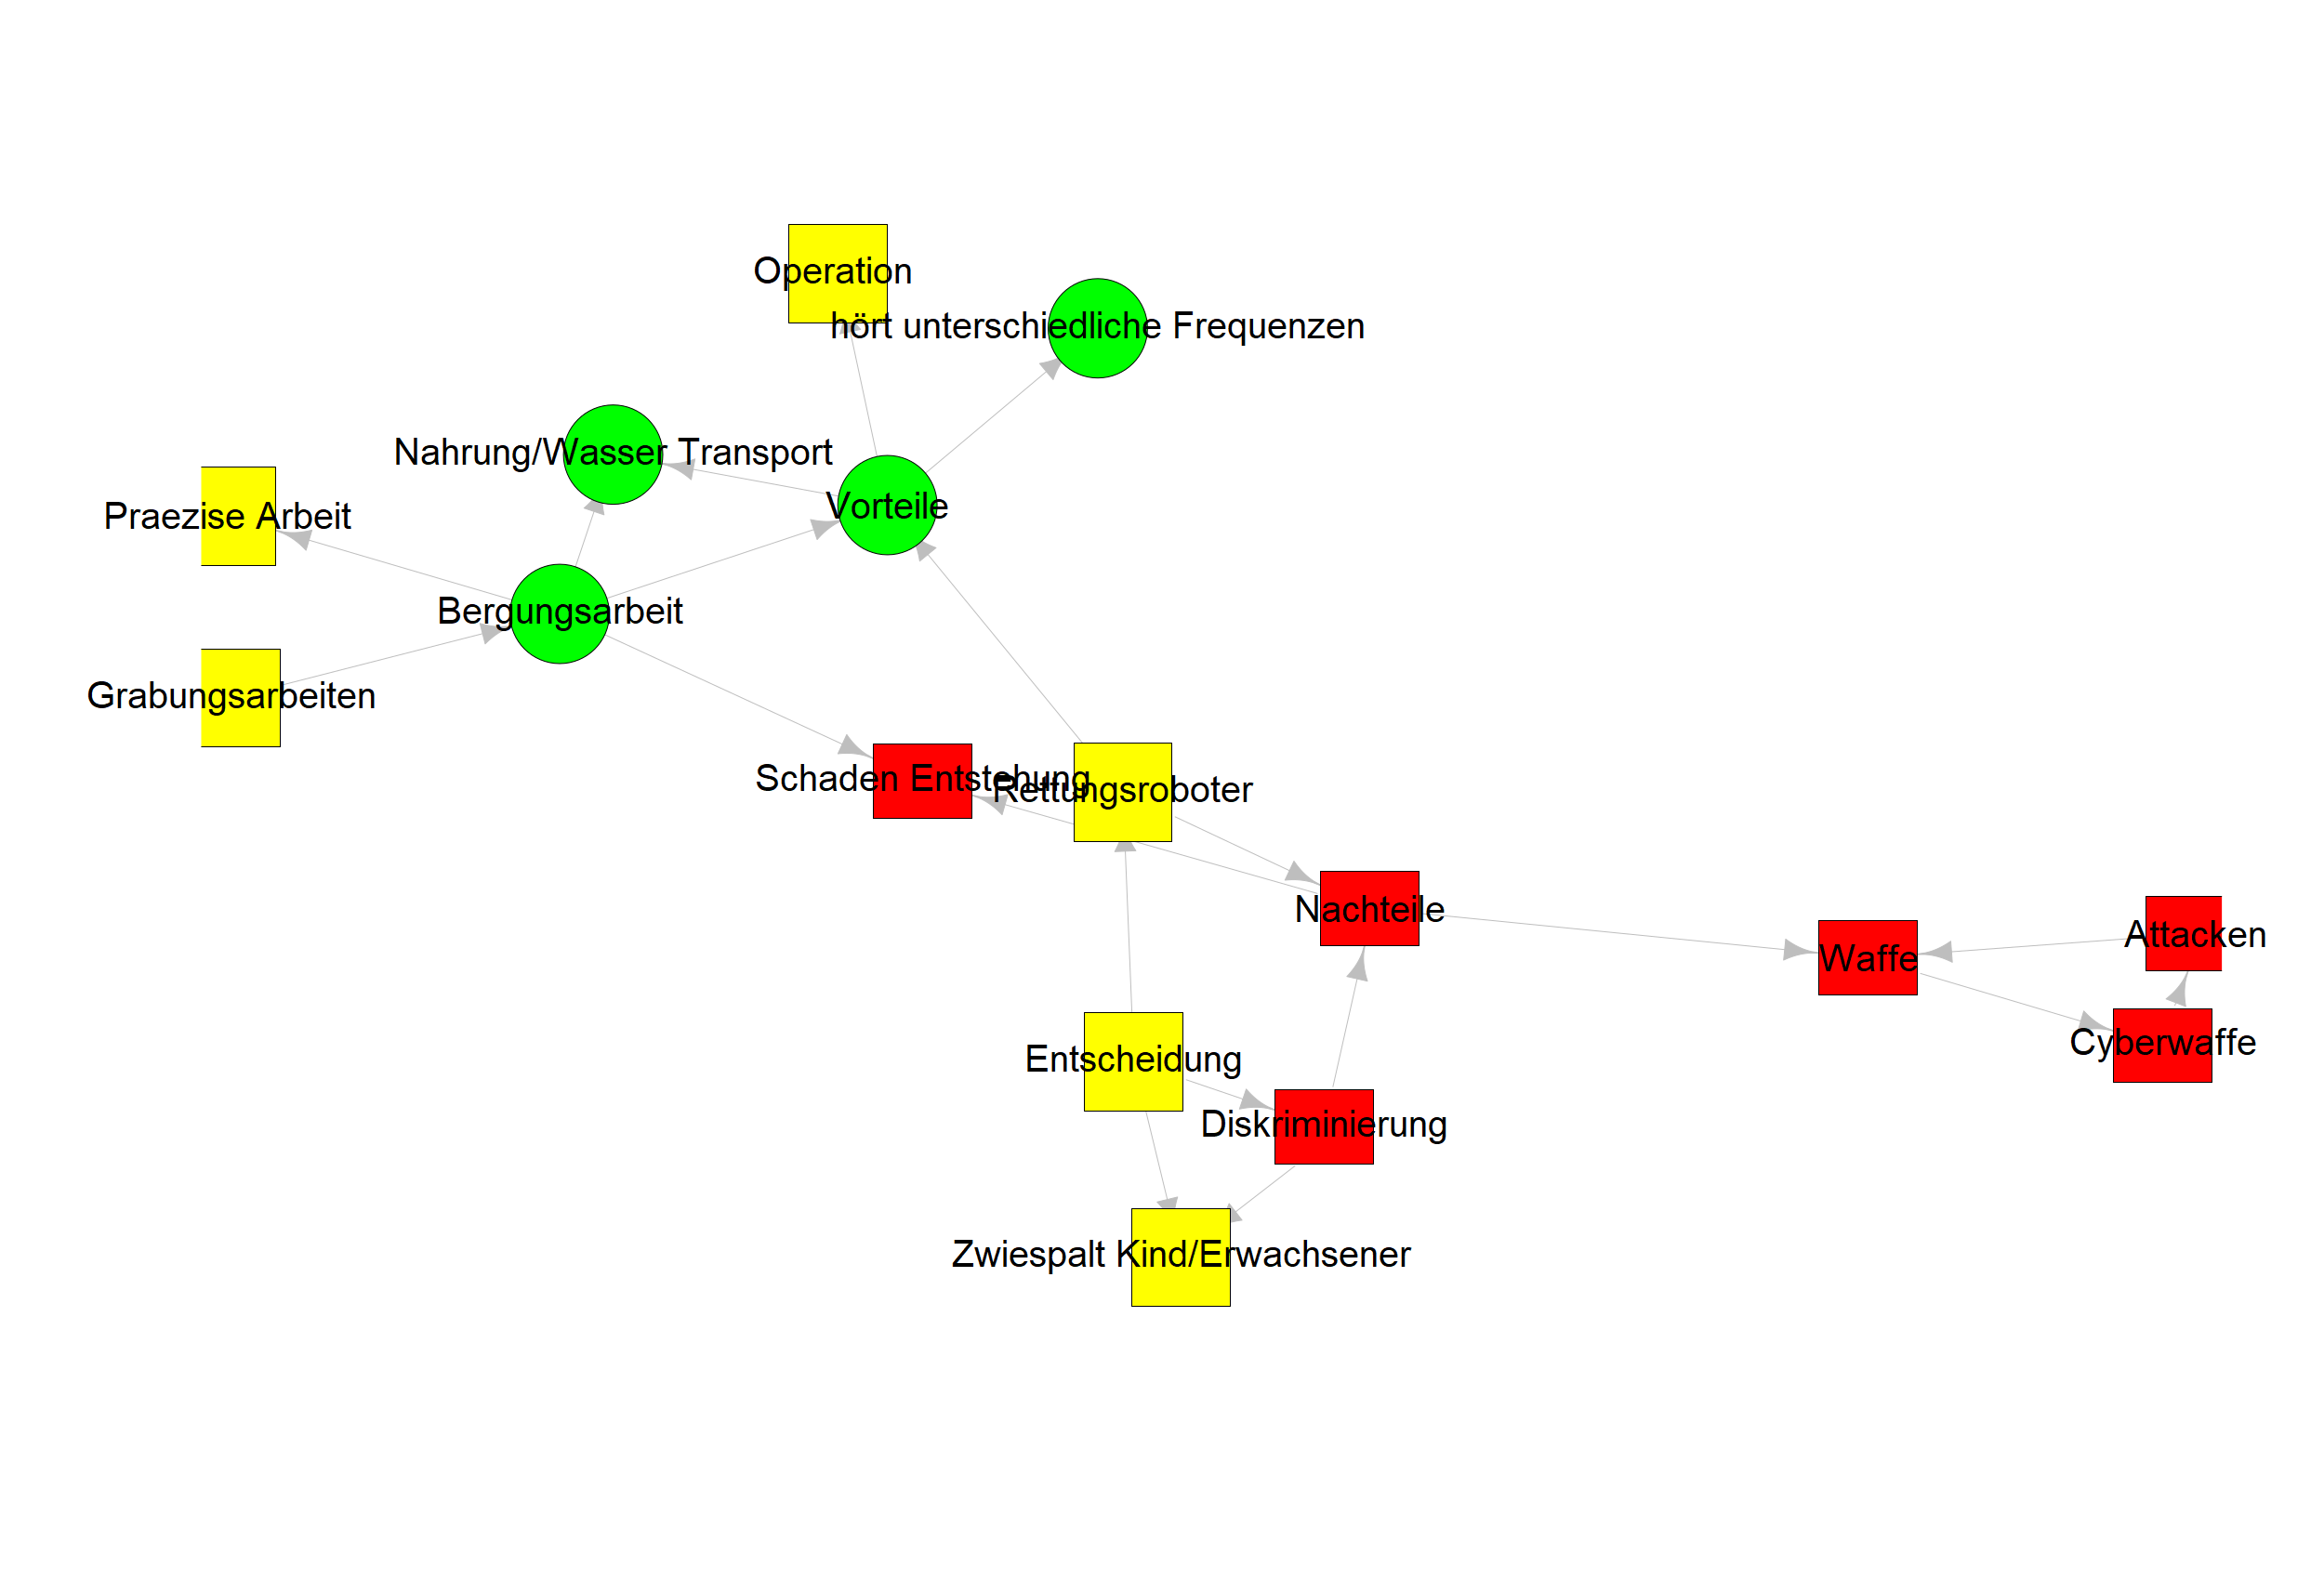 Operation
hört unterschiedliche Frequenzen
Nahrung/Wasser Transport
Vorteile
Praezise Arbeit
Bergungsarbeit
Grabungsarbeiten
Schaden Entstehung
Rettungsroboter
Nachteile
Attacken
Waffe
Cyberwaffe
Entscheidung
Diskriminierung
Zwiespalt Kind/Erwachsener